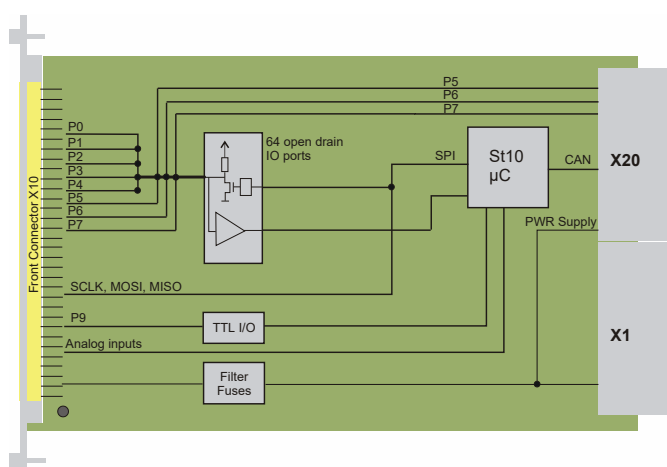 P5
P6
P7
P0
P1
P2
P3
P4
P5
P6
P7
64 open drain
IO ports
SPI
St10
µC
CAN
X20
PWR Supply
Front Connector X10
SCLK, MOSI, MISO
P9
TTL I/O
Analog inputs
X1
Filter
Fuses